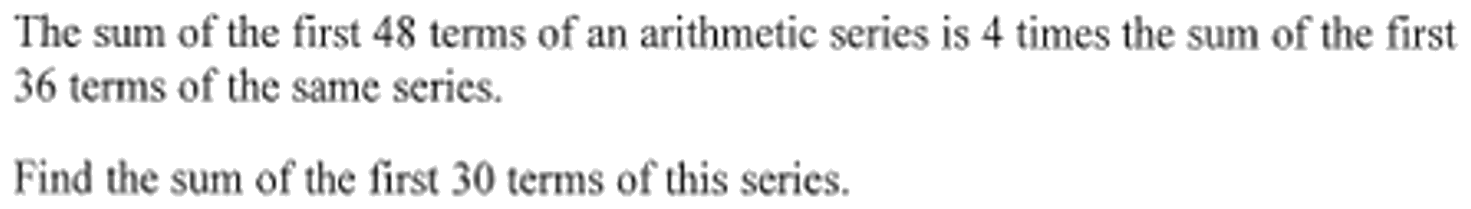 The sum of the first 48 terms of an arithmetic series is 4 times the sum of the first
36 terms of the same series.
Find the sum of the first 30 terms of this series.